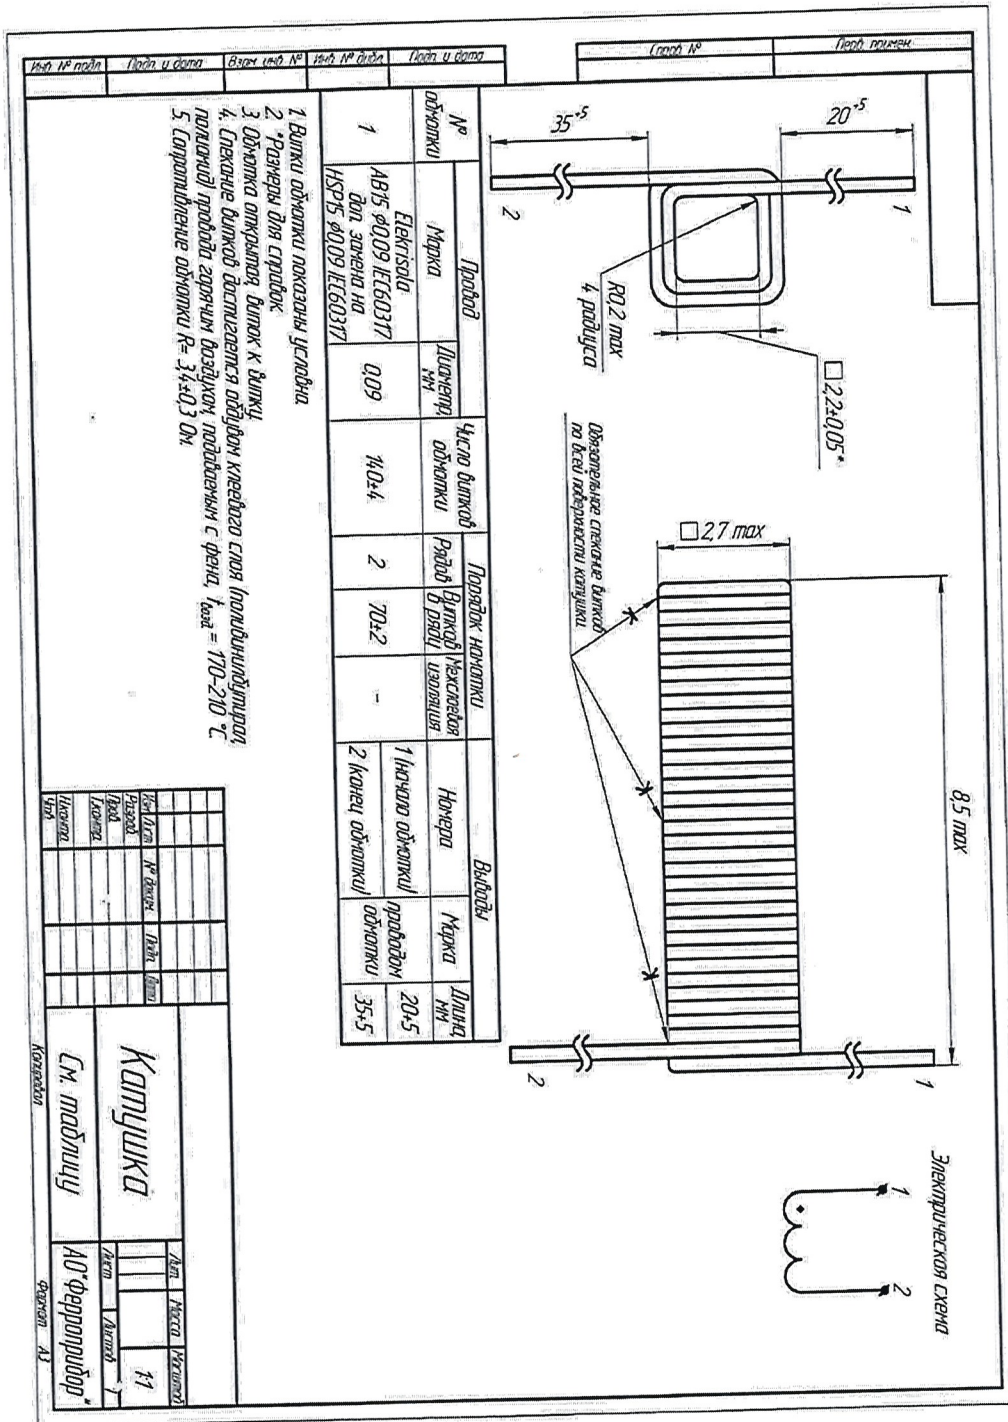 Перв. примен.
Справ. №
Подп. и дата
Инв. № дубл.
Взам. инв. №
Подп. и дата
Инв. № подл.
20⁺⁵
35⁺⁵
1
2
R0,2 max
4 радиуса
□2,2±0,05*
Обязательное спекание витков
по всей поверхности катушки.
□2,7 max
8,5 max
1
2
Электрическая схема
1
2
№ обмотки
Провод
Число витков обмотки
Порядок намотки
Выводы
Марка
Диаметр, мм
Рядов
Витков в ряду
Межслоевая изоляция
Номера
Марка
Длина, мм
1
Elekrisola
AB15 φ0,09 IEC60317
доп. замена на
HSP15 φ0,09 IEC60317
0,09
140±4
2
70±2
-
1 (начало обмотки)
2 (конец обмотки)
проводом обмотки
20+5
35+5
1. Витки обмотки показаны условно.
2. *Размеры для справок.
3. Обмотка открытая, виток к витку.
4. Спекание витков достигается обдувом клеевого слоя (поливинилбутирол,
полиамид) провода горячим воздухом, подаваемым с фена, tвозд = 170-210 °C.
5. Сопротивление обмотки R= 3,4±0,3 Ом.
Изм. Лист № докум. Подп. Дата
Разраб.
Пров.
Т.контр.
Н.контр.
Утв.
Катушка
См. таблицу
Лит. Масса Масштаб
1:1
Лист Листов 1
АО"Ферроприбор"
Копировал
Формат А3